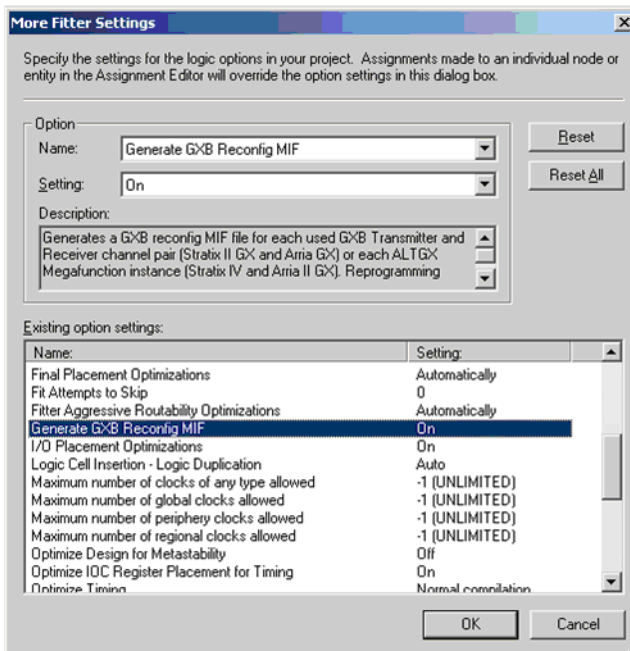 More Fitter Settings
Specify the settings for the logic options in your project. Assignments made to an individual node or
entity in the Assignment Editor will override the option settings in this dialog box.
Option
Name: Generate GXB Reconfig MIF
Reset
Setting: On
Reset All
Description:
Generates a GXB reconfig MIF file for each used GXB Transmitter and
Receiver channel pair (Stratix II GX and Arria GX) or each ALTGX
Megafunction instance (Stratix IV and Arria II GX). Reprogramming
Existing option settings:
Name: Setting:
Final Placement Optimizations Automatically
Fit Attempts to Skip 0
Fitter Aggressive Routability Optimizations Automatically
Generate GXB Reconfig MIF On
I/O Placement Optimizations On
Logic Cell Insertion - Logic Duplication Auto
Maximum number of clocks of any type allowed -1 (UNLIMITED)
Maximum number of global clocks allowed -1 (UNLIMITED)
Maximum number of periphery clocks allowed -1 (UNLIMITED)
Maximum number of regional clocks allowed -1 (UNLIMITED)
Optimize Design for Metastability Off
Optimize IOC Register Placement for Timing On
Optimize Timing Normal compilation
OK Cancel